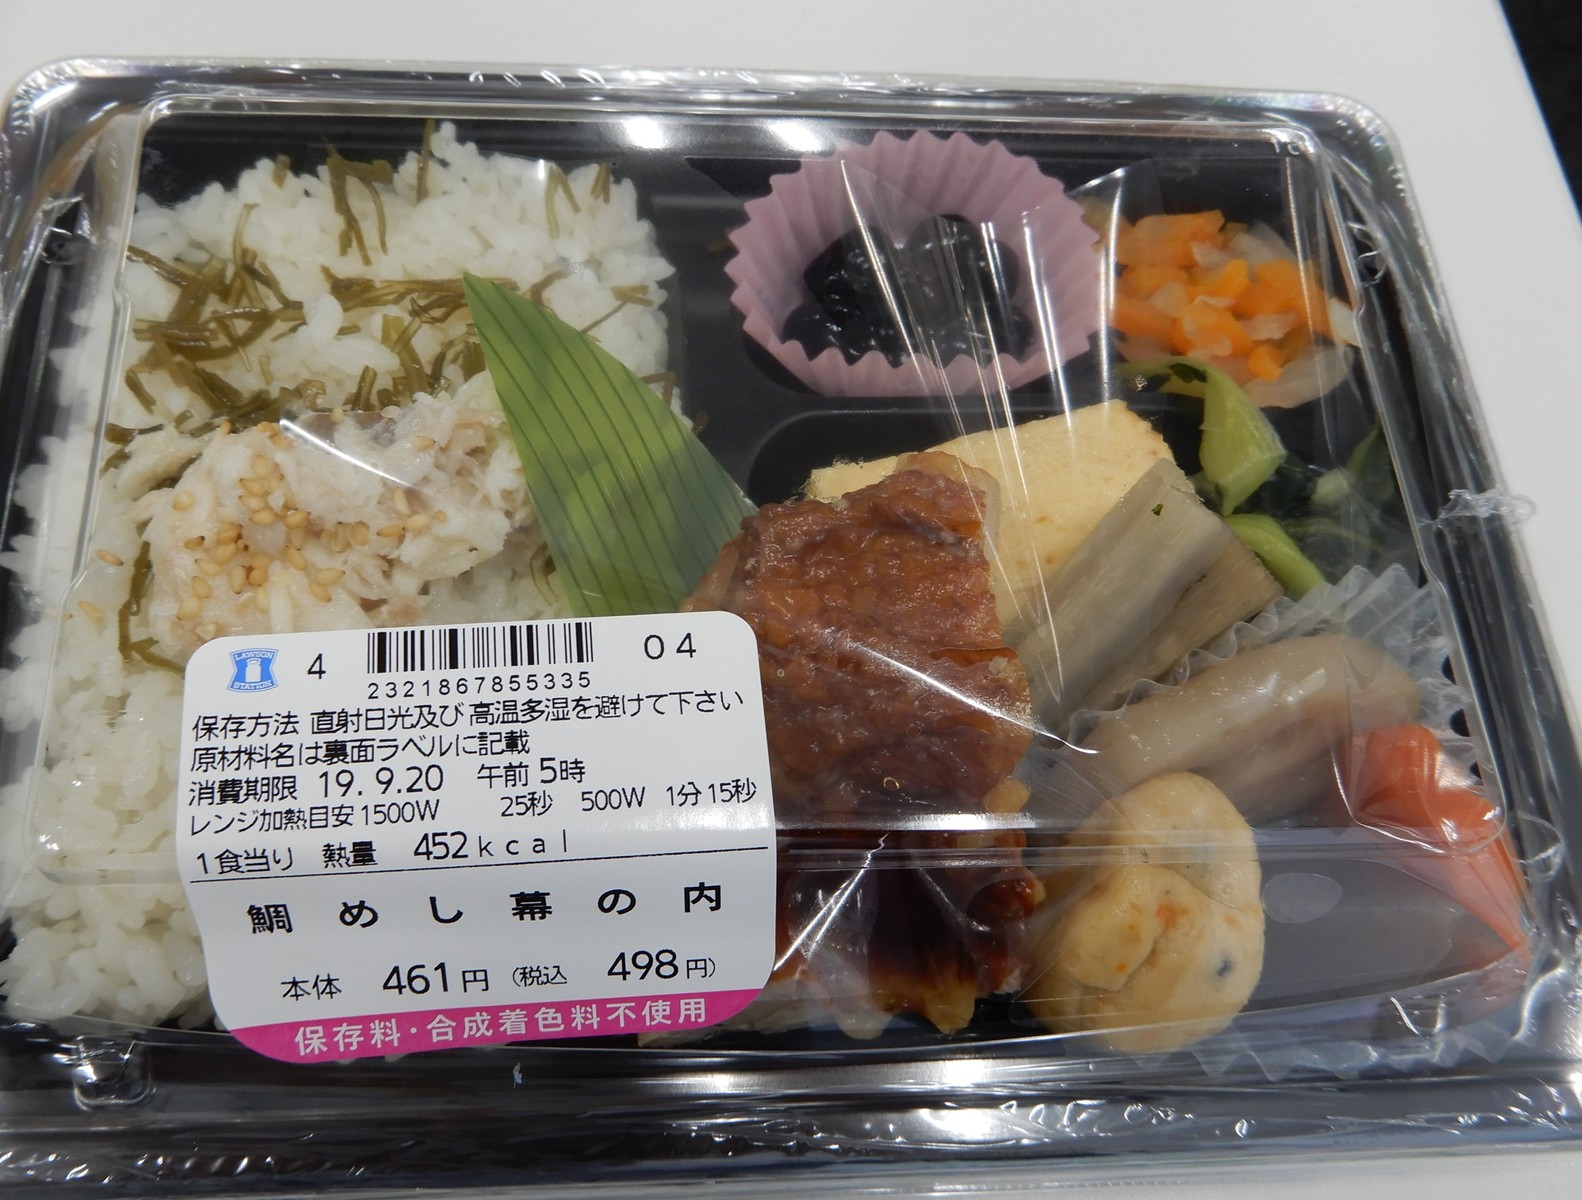 LAWSON
STATION
4
04
2321867855335
保存方法 直射日光及び高温多湿を避けて下さい
原材料名は裏面ラベルに記載
消費期限 19.9.20 午前 5時
レンジ加熱目安1500W 25秒 500W 1分15秒
1食当り 熱量 452kcal
鯛めし幕の内
本体 461円 (税込 498円)
保存料・合成着色料不使用